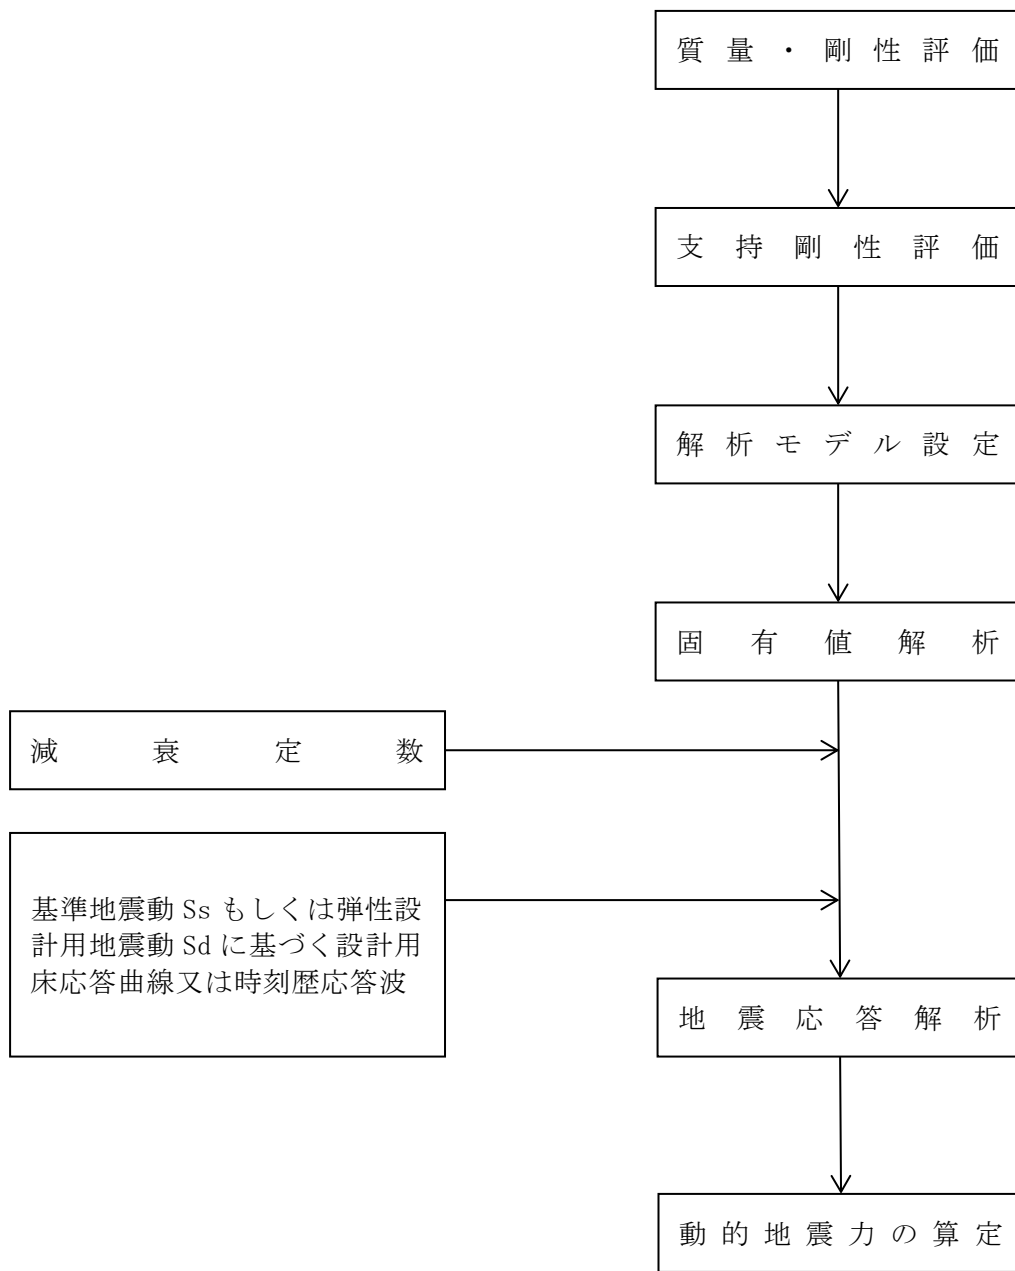 質量・剛性評価
支持剛性評価
解析モデル設定
固有値解析
減衰定数
基準地震動 Ss もしくは弾性設
計用地震動 Sd に基づく設計用
床応答曲線又は時刻歴応答波
地震応答解析
動的地震力の算定